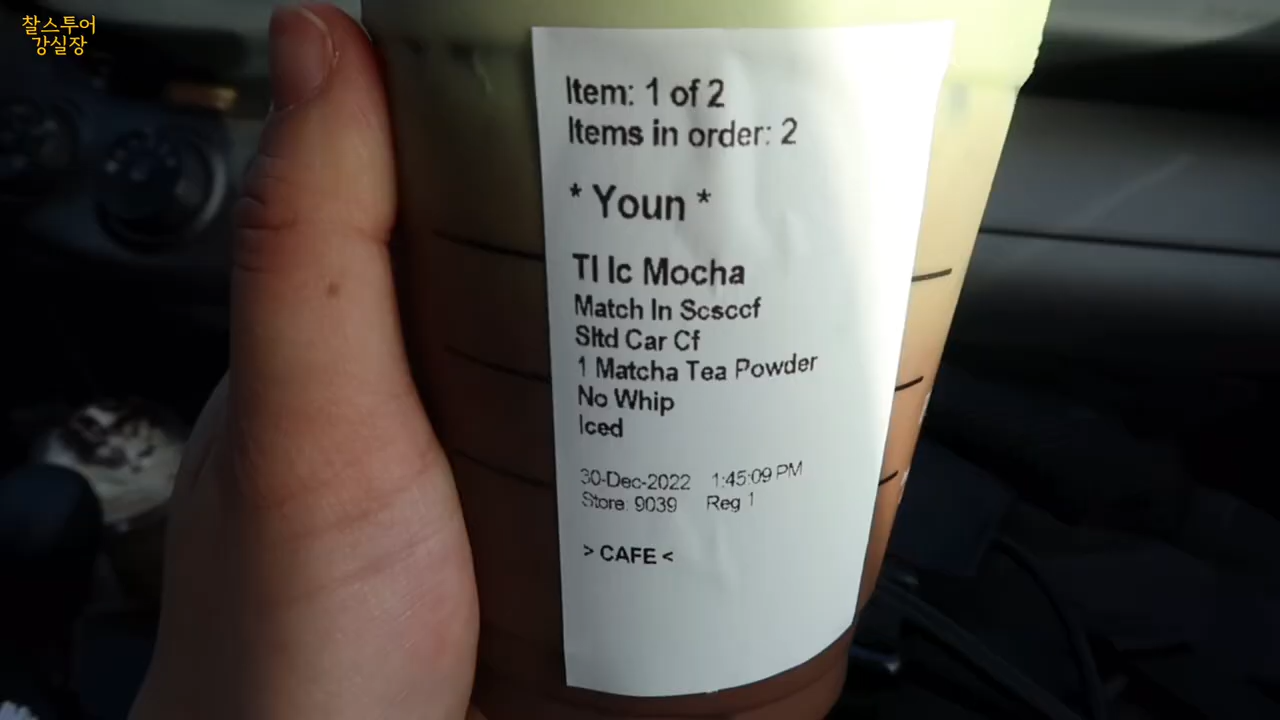 찰스투어
강실장
Item: 1 of 2
Items in order: 2
* Youn *
Tl Ic Mocha
Match In Scsccf
Sltd Car Cf
1 Matcha Tea Powder
No Whip
Iced
30-Dec-2022 1:45:09 PM
Store: 9039 Reg 1
> CAFE <